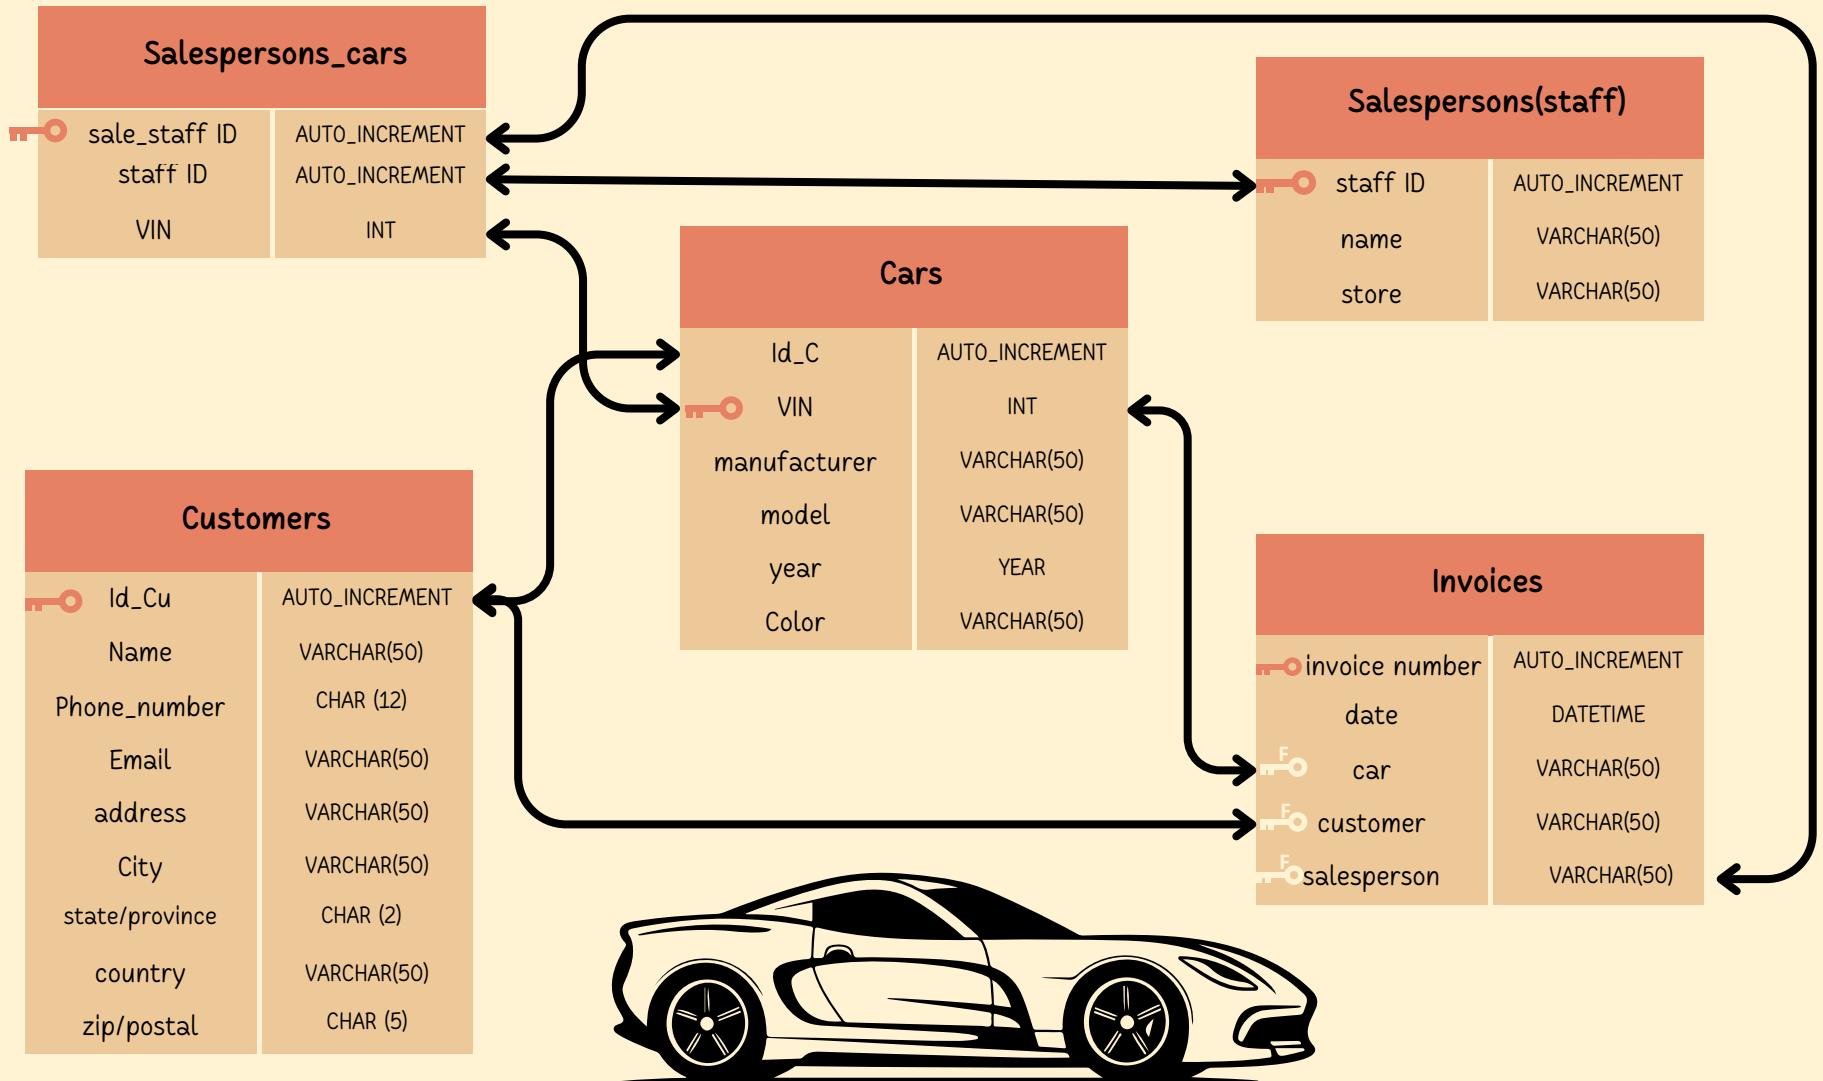 Salespersons_cars
sale_staff ID AUTO_INCREMENT
staff ID AUTO_INCREMENT
VIN INT
Salespersons(staff)
staff ID AUTO_INCREMENT
name VARCHAR(50)
store VARCHAR(50)
Cars
Id_C AUTO_INCREMENT
VIN INT
manufacturer VARCHAR(50)
model VARCHAR(50)
year YEAR
Color VARCHAR(50)
Customers
Id_Cu AUTO_INCREMENT
Name VARCHAR(50)
Phone_number CHAR (12)
Email VARCHAR(50)
address VARCHAR(50)
City VARCHAR(50)
state/province CHAR (2)
country VARCHAR(50)
zip/postal CHAR (5)
Invoices
invoice number AUTO_INCREMENT
date DATETIME
F car VARCHAR(50)
F customer VARCHAR(50)
F salesperson VARCHAR(50)